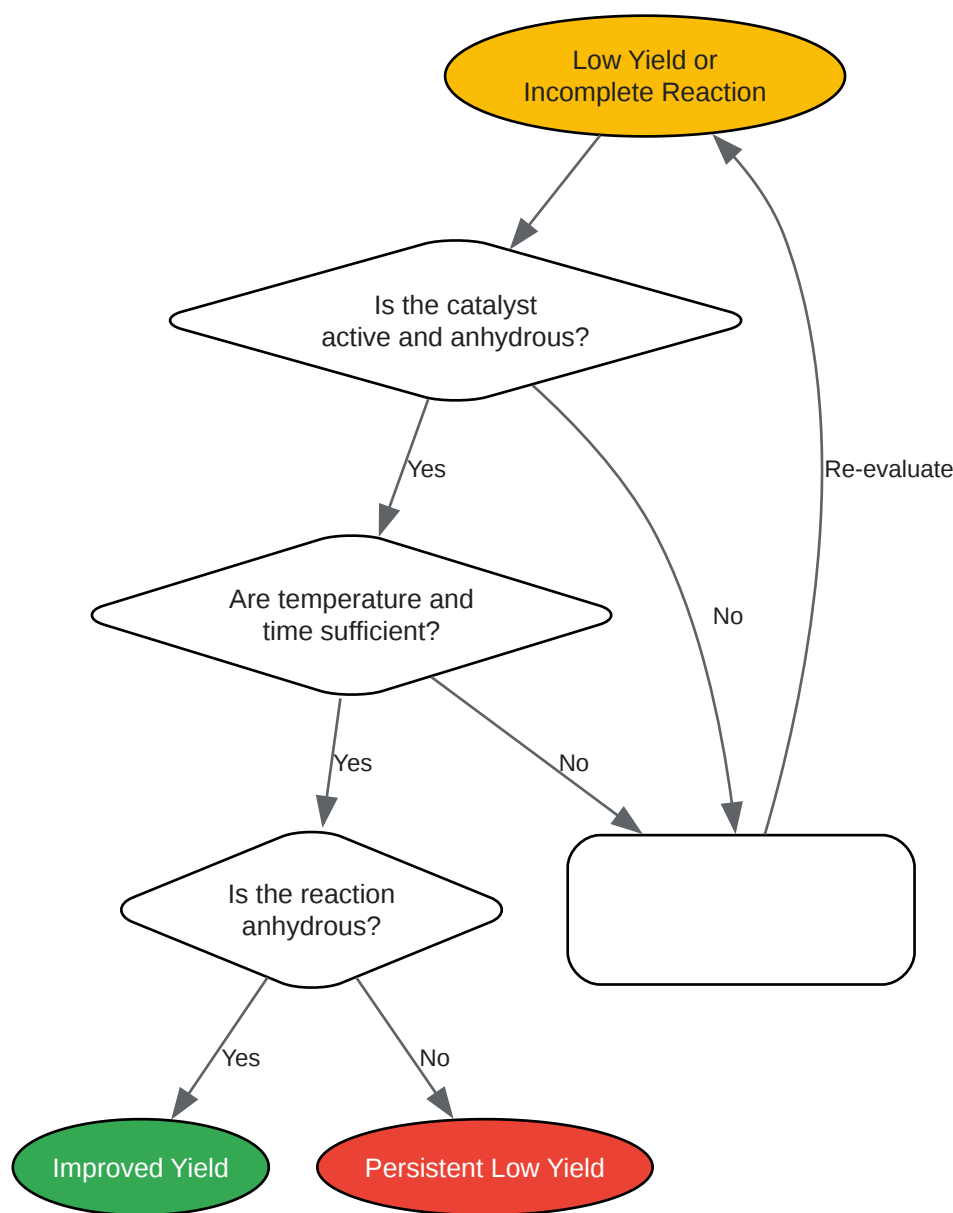 Low Yield or
Incomplete Reaction
Is the catalyst
active and anhydrous?
Yes
Re-evaluate
Are temperature and
time sufficient?
No
Yes
No
Is the reaction
anhydrous?
Yes
No
Improved Yield
Persistent Low Yield